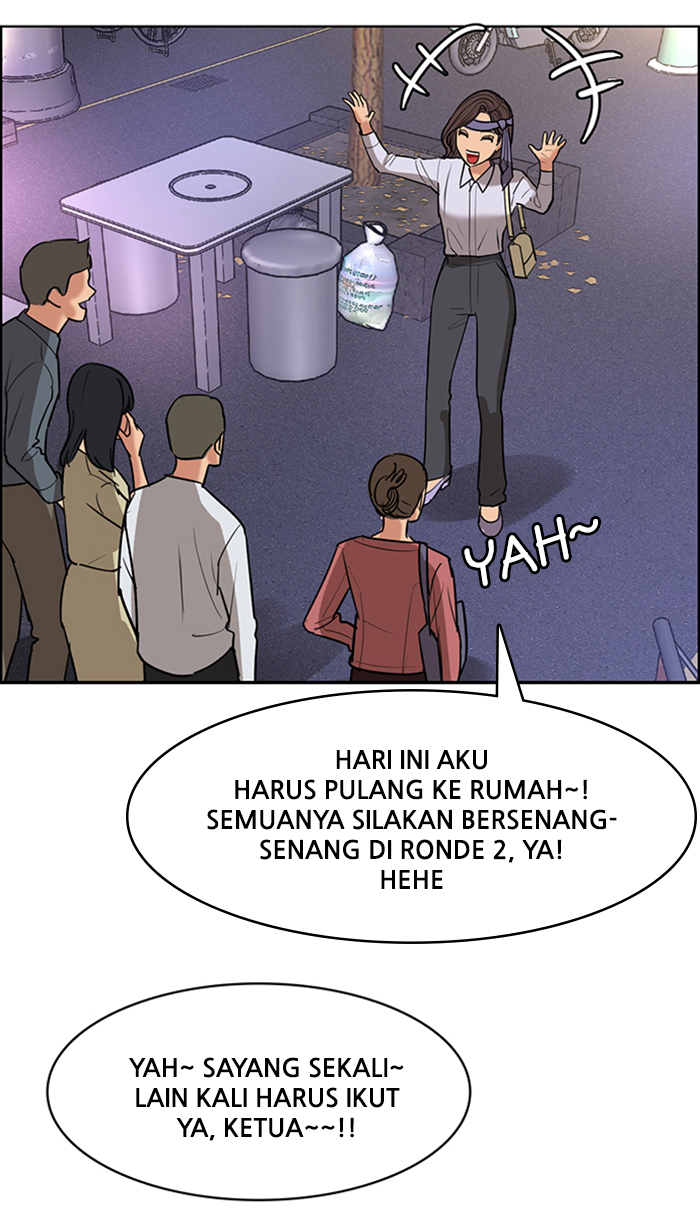 YAH~
HARI INI AKU
HARUS PULANG KE RUMAH~!
SEMUANYA SILAKAN BERSENANG-
SENANG DI RONDE 2, YA!
HEHE
YAH~ SAYANG SEKALI~
LAIN KALI HARUS IKUT
YA, KETUA~~!!